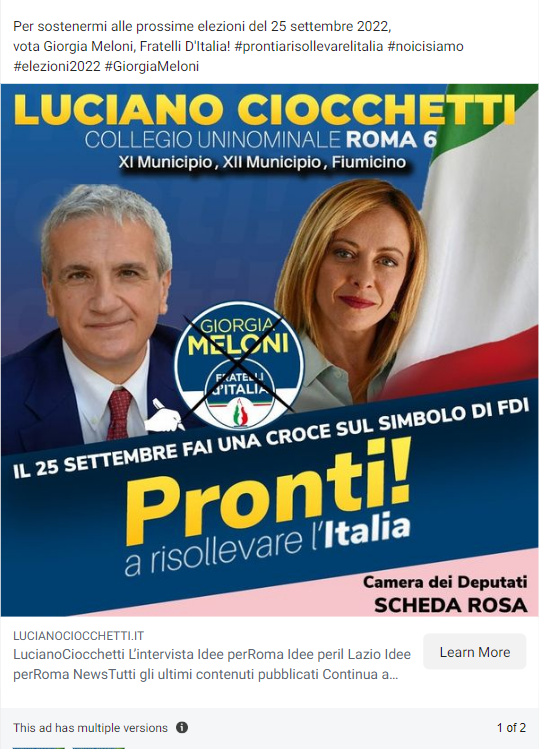 Per sostenermi alle prossime elezioni del 25 settembre 2022,
vota Giorgia Meloni, Fratelli D'Italia! #prontiarisollevarelitalia #noicisiamo
#elezioni2022 #GiorgiaMeloni
LUCIANO CIOCCHETTI
COLLEGIO UNINOMINALE ROMA 6
XI Municipio, XII Municipio, Fiumicino
GIORGIA
MELONI
FRATELLI
d'ITALIA
IL 25 SETTEMBRE FAI UNA CROCE SUL SIMBOLO DI FDI
Pronti!
a risollevare l'Italia
Camera dei Deputati
SCHEDA ROSA
LUCIANOCIOCCHETTI.IT
LucianoCiocchetti L'intervista Idee perRoma Idee peril Lazio Idee
perRoma NewsTutti gli ultimi contenuti pubblicati Continua a...
Learn More
This ad has multiple versions
1 of 2